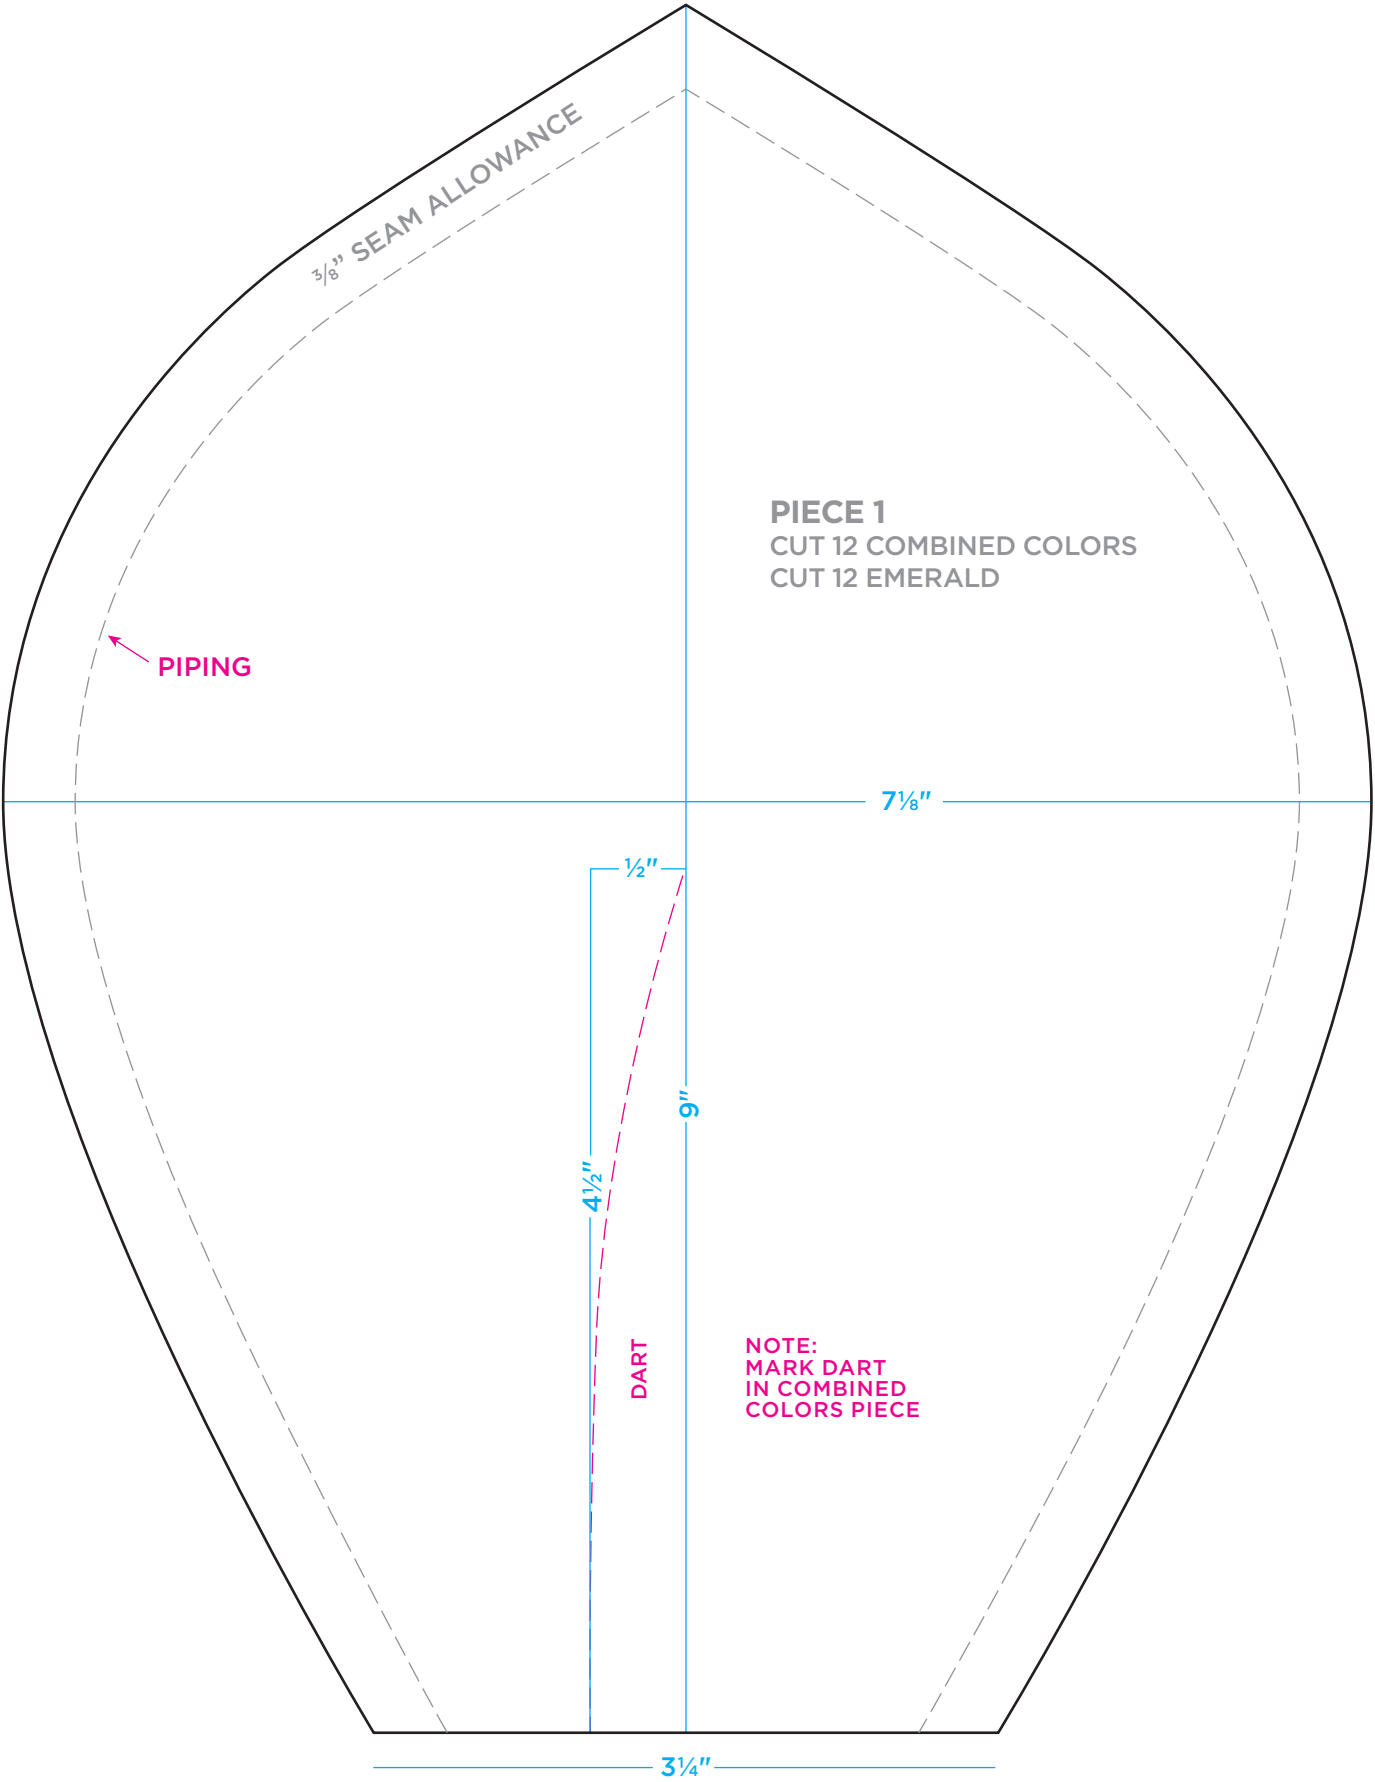 ⅜” SEAM ALLOWANCE
PIECE 1
CUT 12 COMBINED COLORS
CUT 12 EMERALD
PIPING
7⅛"
½"
9"
4½"
DART
NOTE:
MARK DART
IN COMBINED
COLORS PIECE
3¼"